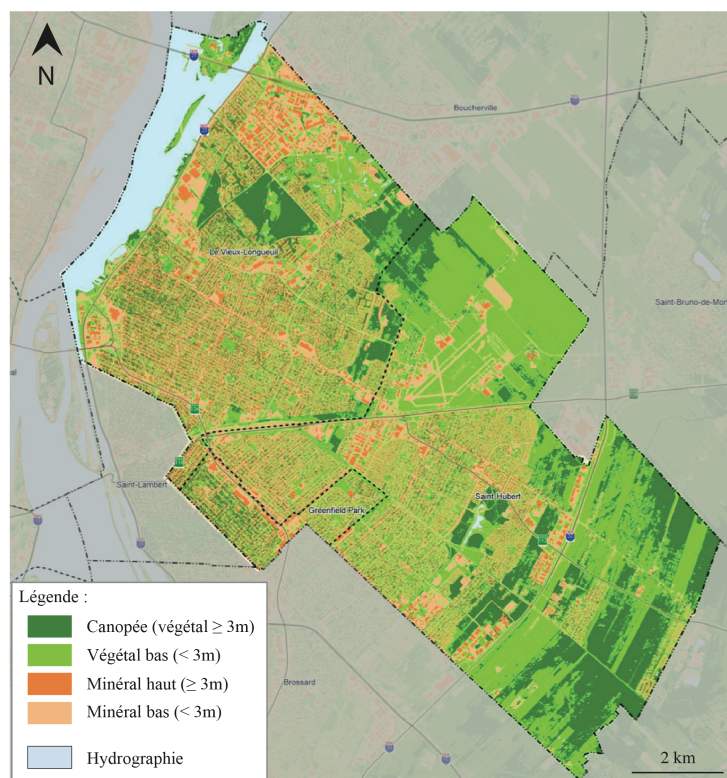 N
Boucherville
Le Vieux-Longueuil
Saint-Bruno-de-Mon
al
Saint-Lambert
Saint-Hubert
Greenfield Park
Brossard
Légende :
Canopée (végétal ≥ 3m)
Végétal bas (< 3m)
Minéral haut (≥ 3m)
Minéral bas (< 3m)
Hydrographie
2 km